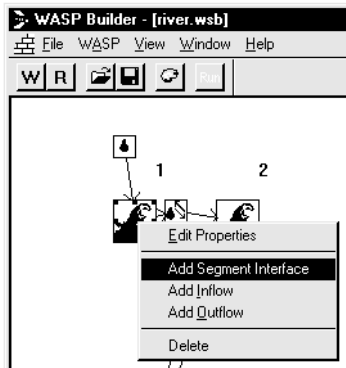 WASP Builder - [river.wsb]
File WASP View Window Help
W R Run
1 2
Edit Properties
Add Segment Interface
Add Inflow
Add Outflow
Delete